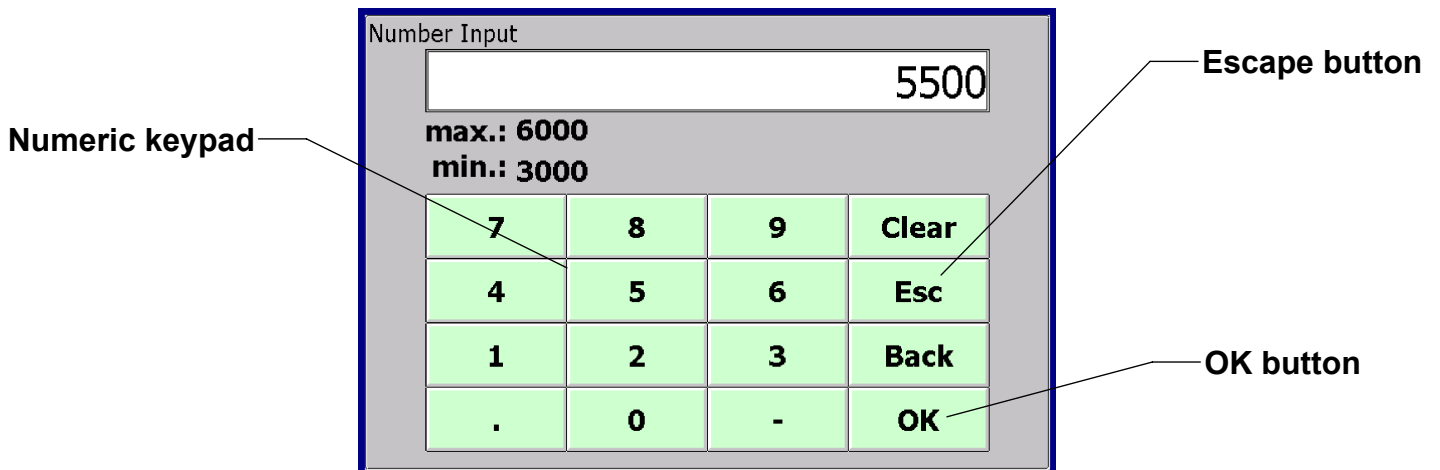 Number Input
5500
Escape button
max.: 6000
Numeric keypad
min.: 3000
7 8 9 Clear
4 5 6 Esc
1 2 3 Back
OK button
. 0 - OK